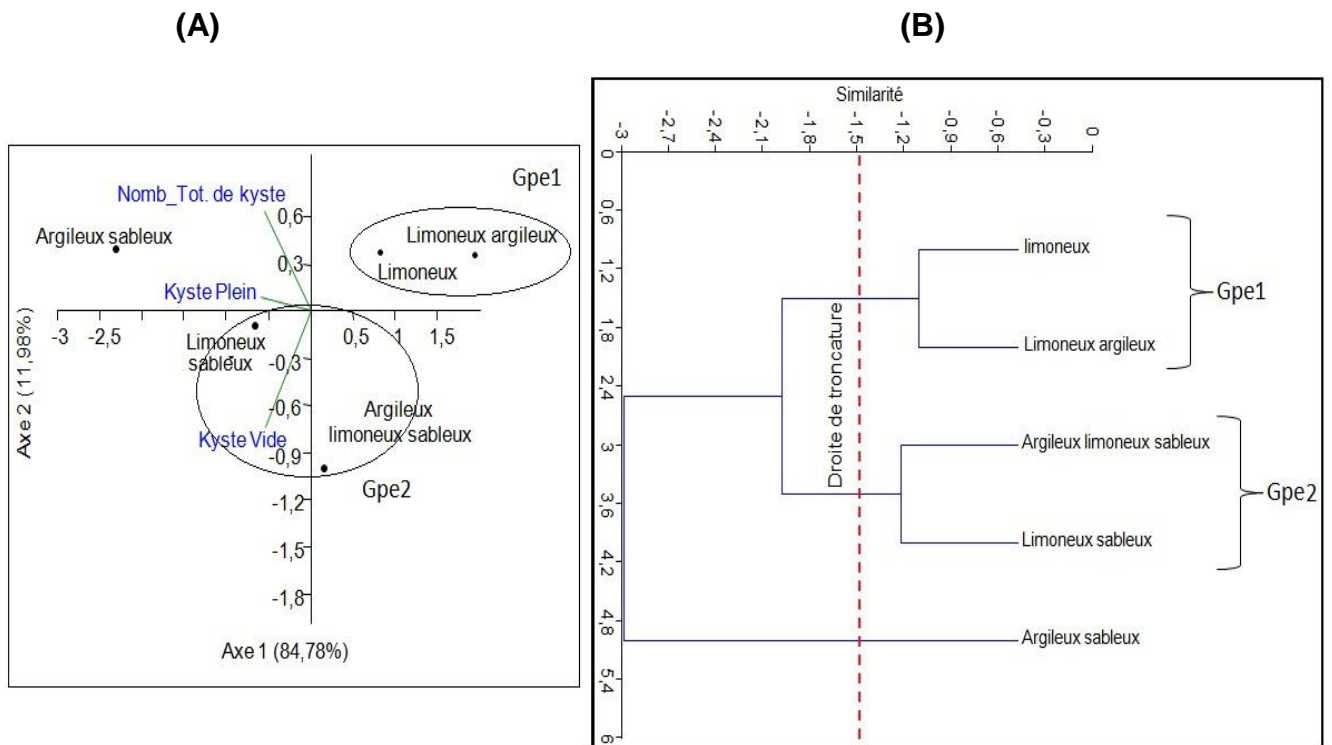 (A)
(B)
Gpe1
Nomb_Tot. de kyste
0,6
Argileux sableux
Limoneux argileux
0,3
Limoneux
Kyste Plein
-3
-2,5
0,5
1
1,5
Limoneux
sableux
-0,3
-0,6
Argileux
limoneux sableux
Kyste Vide
-0,9
Gpe2
-1,2
-1,5
-1,8
Axe 2 (11,98%)
Axe 1 (84,78%)
Similarité
-3
-2,7
-2,4
-2,1
-1,8
-1,5
-1,2
-0,9
-0,6
-0,3
0
0
0,6
1,2
1,8
2,4
3
3,6
4,2
4,8
5,4
6
Droite de troncature
limoneux
Gpe1
Limoneux argileux
Argileux limoneux sableux
Gpe2
Limoneux sableux
Argileux sableux